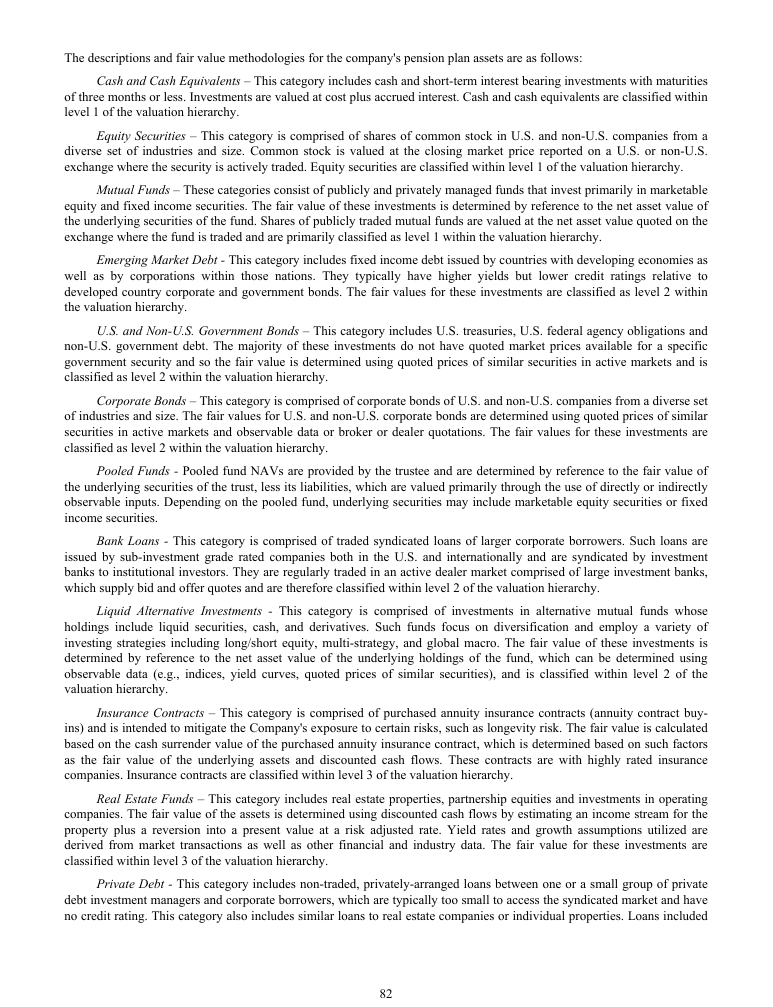 The descriptions and fair value methodologies for the company's pension plan assets are as follows:
Cash and Cash Equivalents – This category includes cash and short-term interest bearing investments with maturities
of three months or less. Investments are valued at cost plus accrued interest. Cash and cash equivalents are classified within
level 1 of the valuation hierarchy.
Equity Securities – This category is comprised of shares of common stock in U.S. and non-U.S. companies from a
diverse set of industries and size. Common stock is valued at the closing market price reported on a U.S. or non-U.S.
exchange where the security is actively traded. Equity securities are classified within level 1 of the valuation hierarchy.
Mutual Funds – These categories consist of publicly and privately managed funds that invest primarily in marketable
equity and fixed income securities. The fair value of these investments is determined by reference to the net asset value of
the underlying securities of the fund. Shares of publicly traded mutual funds are valued at the net asset value quoted on the
exchange where the fund is traded and are primarily classified as level 1 within the valuation hierarchy.
Emerging Market Debt - This category includes fixed income debt issued by countries with developing economies as
well as by corporations within those nations. They typically have higher yields but lower credit ratings relative to
developed country corporate and government bonds. The fair values for these investments are classified as level 2 within
the valuation hierarchy.
U.S. and Non-U.S. Government Bonds – This category includes U.S. treasuries, U.S. federal agency obligations and
non-U.S. government debt. The majority of these investments do not have quoted market prices available for a specific
government security and so the fair value is determined using quoted prices of similar securities in active markets and is
classified as level 2 within the valuation hierarchy.
Corporate Bonds – This category is comprised of corporate bonds of U.S. and non-U.S. companies from a diverse set
of industries and size. The fair values for U.S. and non-U.S. corporate bonds are determined using quoted prices of similar
securities in active markets and observable data or broker or dealer quotations. The fair values for these investments are
classified as level 2 within the valuation hierarchy.
Pooled Funds - Pooled fund NAVs are provided by the trustee and are determined by reference to the fair value of
the underlying securities of the trust, less its liabilities, which are valued primarily through the use of directly or indirectly
observable inputs. Depending on the pooled fund, underlying securities may include marketable equity securities or fixed
income securities.
Bank Loans - This category is comprised of traded syndicated loans of larger corporate borrowers. Such loans are
issued by sub-investment grade rated companies both in the U.S. and internationally and are syndicated by investment
banks to institutional investors. They are regularly traded in an active dealer market comprised of large investment banks,
which supply bid and offer quotes and are therefore classified within level 2 of the valuation hierarchy.
Liquid Alternative Investments - This category is comprised of investments in alternative mutual funds whose
holdings include liquid securities, cash, and derivatives. Such funds focus on diversification and employ a variety of
investing strategies including long/short equity, multi-strategy, and global macro. The fair value of these investments is
determined by reference to the net asset value of the underlying holdings of the fund, which can be determined using
observable data (e.g., indices, yield curves, quoted prices of similar securities), and is classified within level 2 of the
valuation hierarchy.
Insurance Contracts – This category is comprised of purchased annuity insurance contracts (annuity contract buy-
ins) and is intended to mitigate the Company's exposure to certain risks, such as longevity risk. The fair value is calculated
based on the cash surrender value of the purchased annuity insurance contract, which is determined based on such factors
as the fair value of the underlying assets and discounted cash flows. These contracts are with highly rated insurance
companies. Insurance contracts are classified within level 3 of the valuation hierarchy.
Real Estate Funds – This category includes real estate properties, partnership equities and investments in operating
companies. The fair value of the assets is determined using discounted cash flows by estimating an income stream for the
property plus a reversion into a present value at a risk adjusted rate. Yield rates and growth assumptions utilized are
derived from market transactions as well as other financial and industry data. The fair value for these investments are
classified within level 3 of the valuation hierarchy.
Private Debt - This category includes non-traded, privately-arranged loans between one or a small group of private
debt investment managers and corporate borrowers, which are typically too small to access the syndicated market and have
no credit rating. This category also includes similar loans to real estate companies or individual properties. Loans included
82